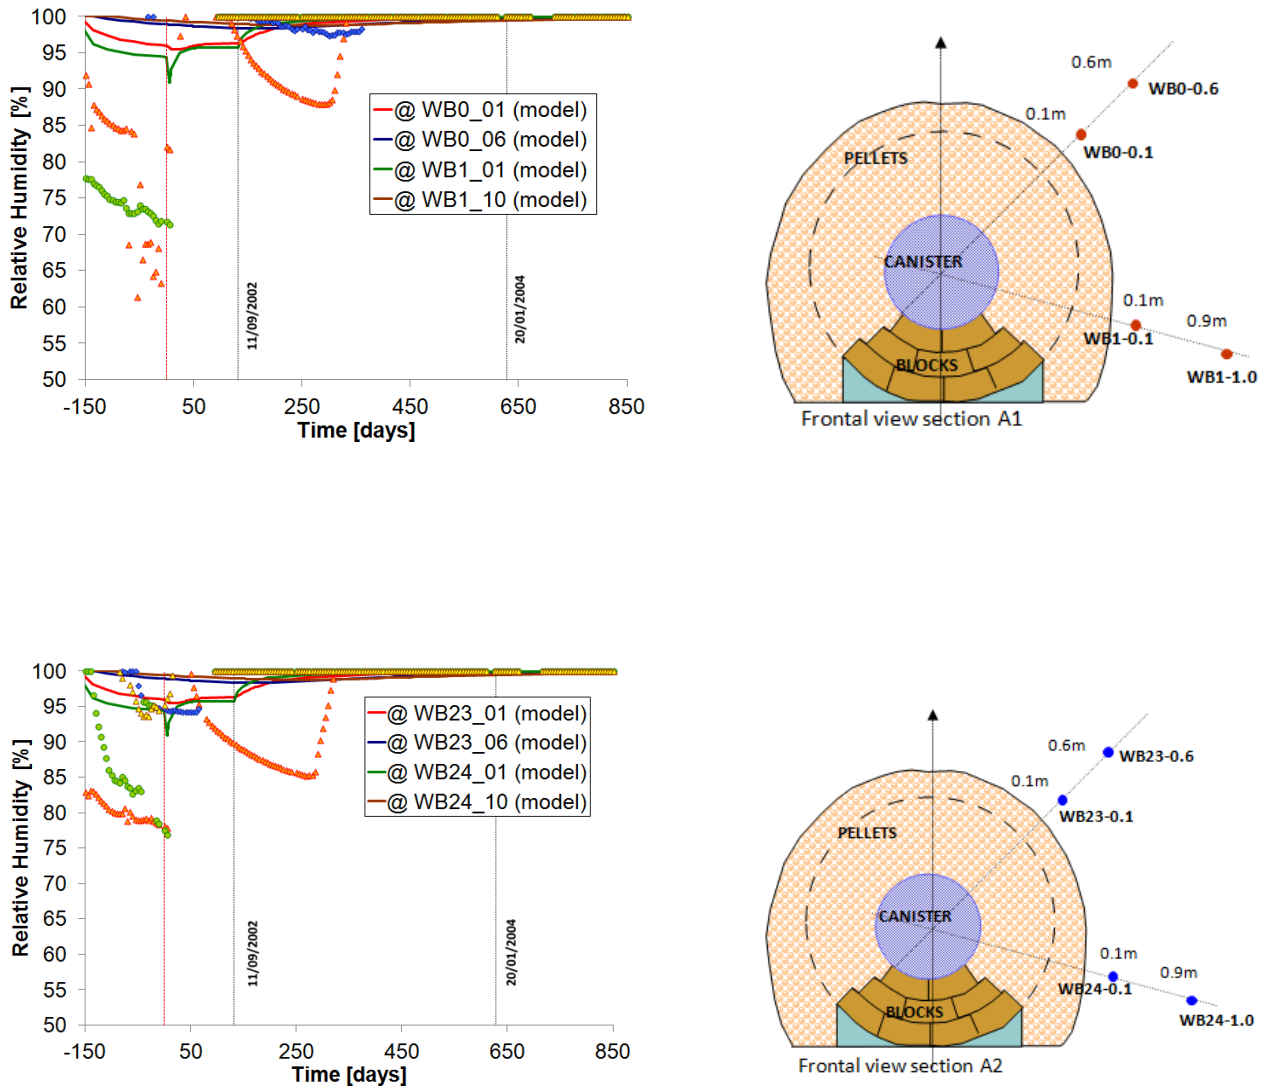 100
95
90
85
80
75
70
65
60
55
50
Relative Humidity [%]
@ WB0_01 (model)
@ WB0_06 (model)
@ WB1_01 (model)
@ WB1_10 (model)
11/09/2002
20/01/2004
-150 50 250 450 650 850
Time [days]
0.6m
WB0-0.6
0.1m
WB0-0.1
PELLETS
CANISTER
0.1m
0.9m
WB1-0.1
BLOCKS
WB1-1.0
Frontal view section A1
100
95
90
85
80
75
70
65
60
55
50
Relative Humidity [%]
@ WB23_01 (model)
@ WB23_06 (model)
@ WB24_01 (model)
@ WB24_10 (model)
11/09/2002
20/01/2004
-150 50 250 450 650 850
Time [days]
0.6m
WB23-0.6
0.1m
WB23-0.1
PELLETS
CANISTER
0.1m
0.9m
WB24-0.1
BLOCKS
WB24-1.0
Frontal view section A2